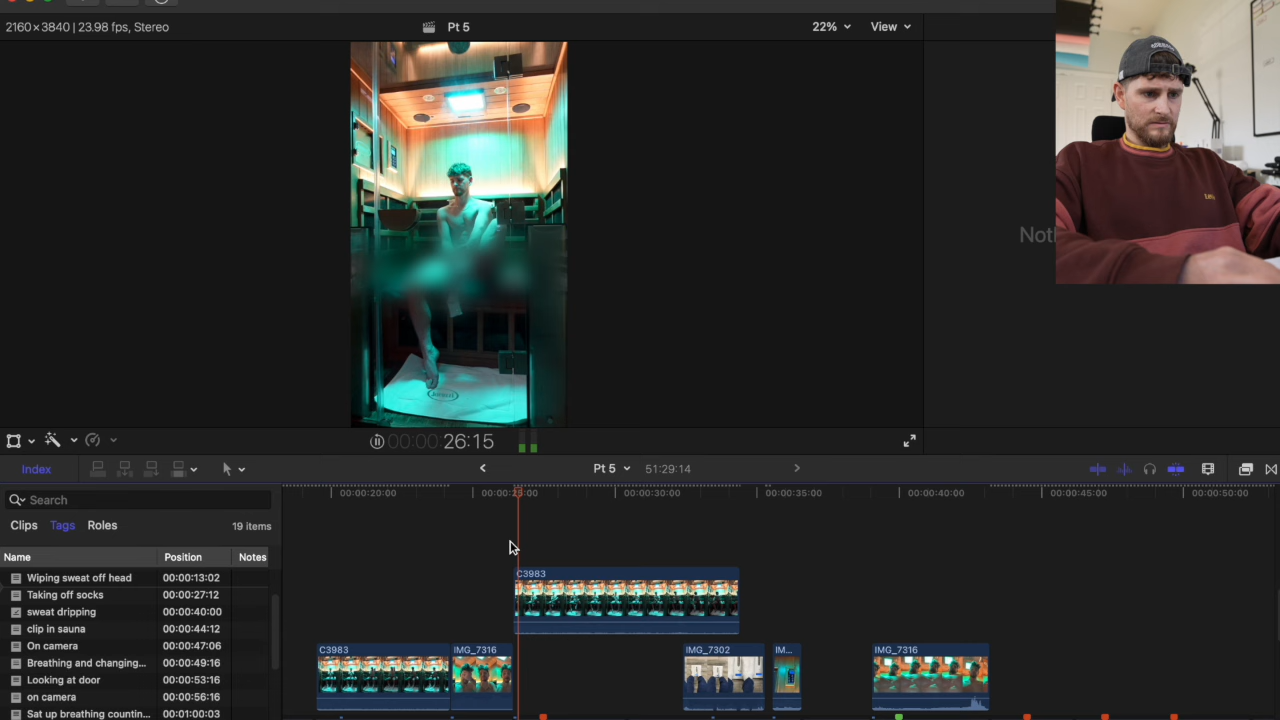 2160×3840 | 23.98 fps, Stereo
Pt 5
22%
View
00:00:26:15
Index
Pt 5
51:29:14
Search
Clips Tags Roles 19 items
Name Position Notes
Wiping sweat off head 00:00:13:02
Taking off socks 00:00:27:12
sweat dripping 00:00:40:00
clip in sauna 00:00:44:12
On camera 00:00:47:06
Breathing and changing... 00:00:49:16
Looking at door 00:00:53:16
on camera 00:00:56:16
Sat up breathing countin... 00:01:00:03
00:00:20:00 00:00:25:00 00:00:30:00 00:00:35:00 00:00:40:00 00:00:45:00 00:00:50:00
C3983
C3983 IMG_7316 IMG_7302 IM... IMG_7316